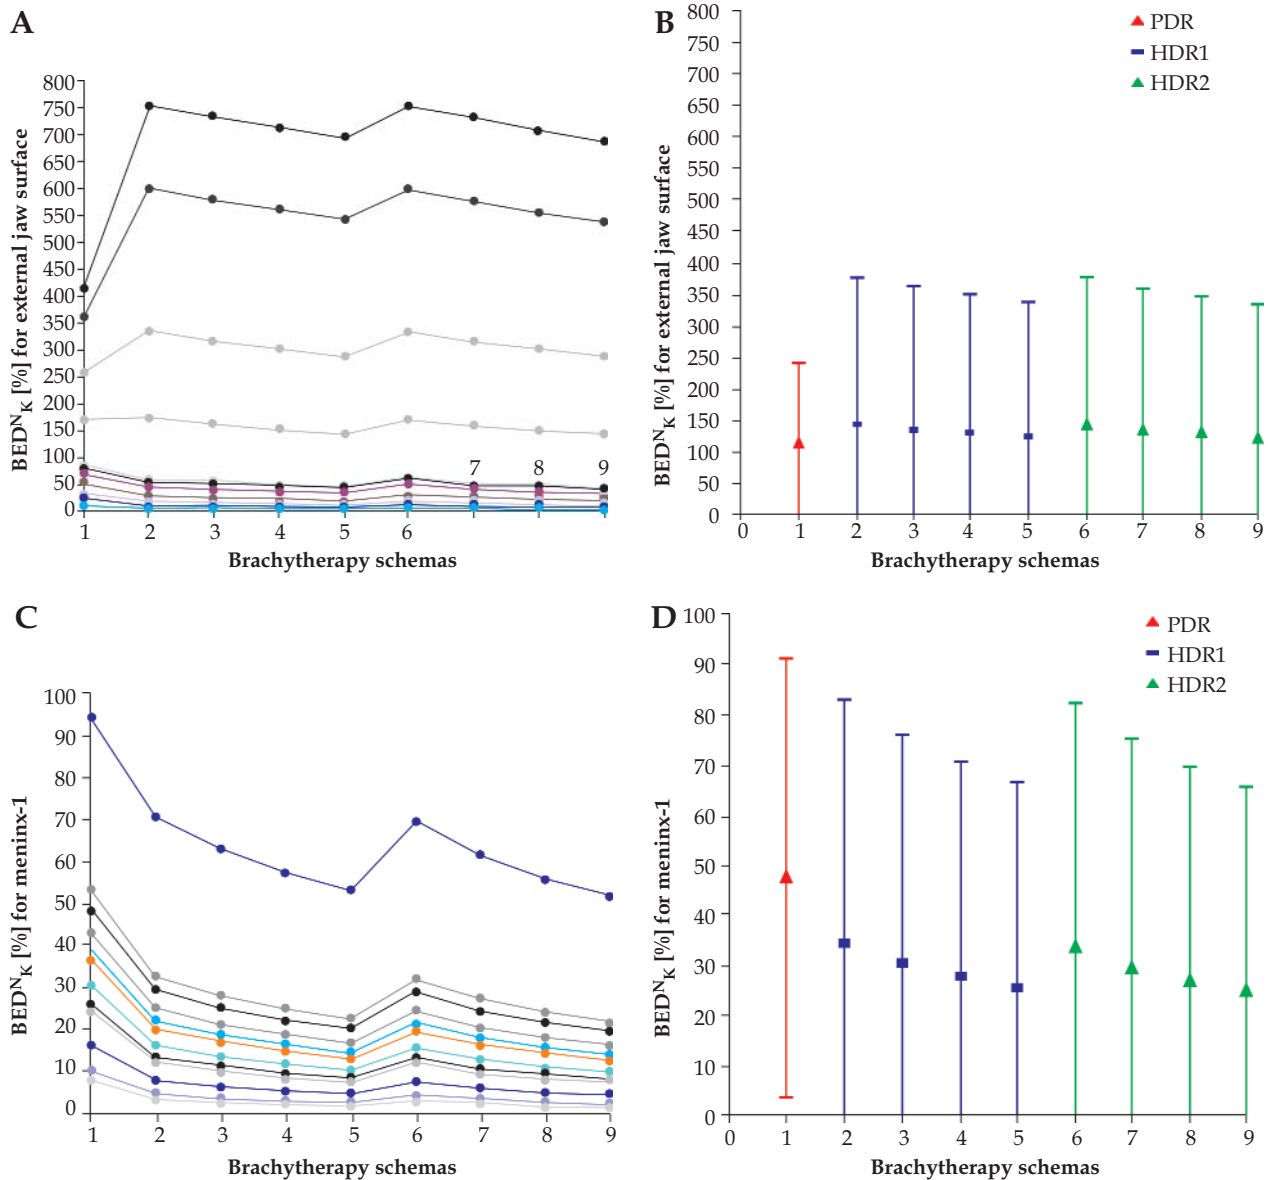 A
BEDᴺK [%] for external jaw surface
800
750
700
650
600
550
500
450
400
350
300
250
200
150
100
50
0
7 8 9
1 2 3 4 5 6
Brachytherapy schemas
B
BEDᴺK [%] for external jaw surface
800
750
700
650
600
550
500
450
400
350
300
250
200
150
100
50
0
PDR
HDR1
HDR2
0 1 2 3 4 5 6 7 8 9
Brachytherapy schemas
C
BEDᴺK [%] for meninx-1
100
90
80
70
60
50
40
30
20
10
0
1 2 3 4 5 6 7 8 9
Brachytherapy schemas
D
BEDᴺK [%] for meninx-1
100
90
80
70
60
50
40
30
20
10
0
PDR
HDR1
HDR2
0 1 2 3 4 5 6 7 8 9
Brachytherapy schemas